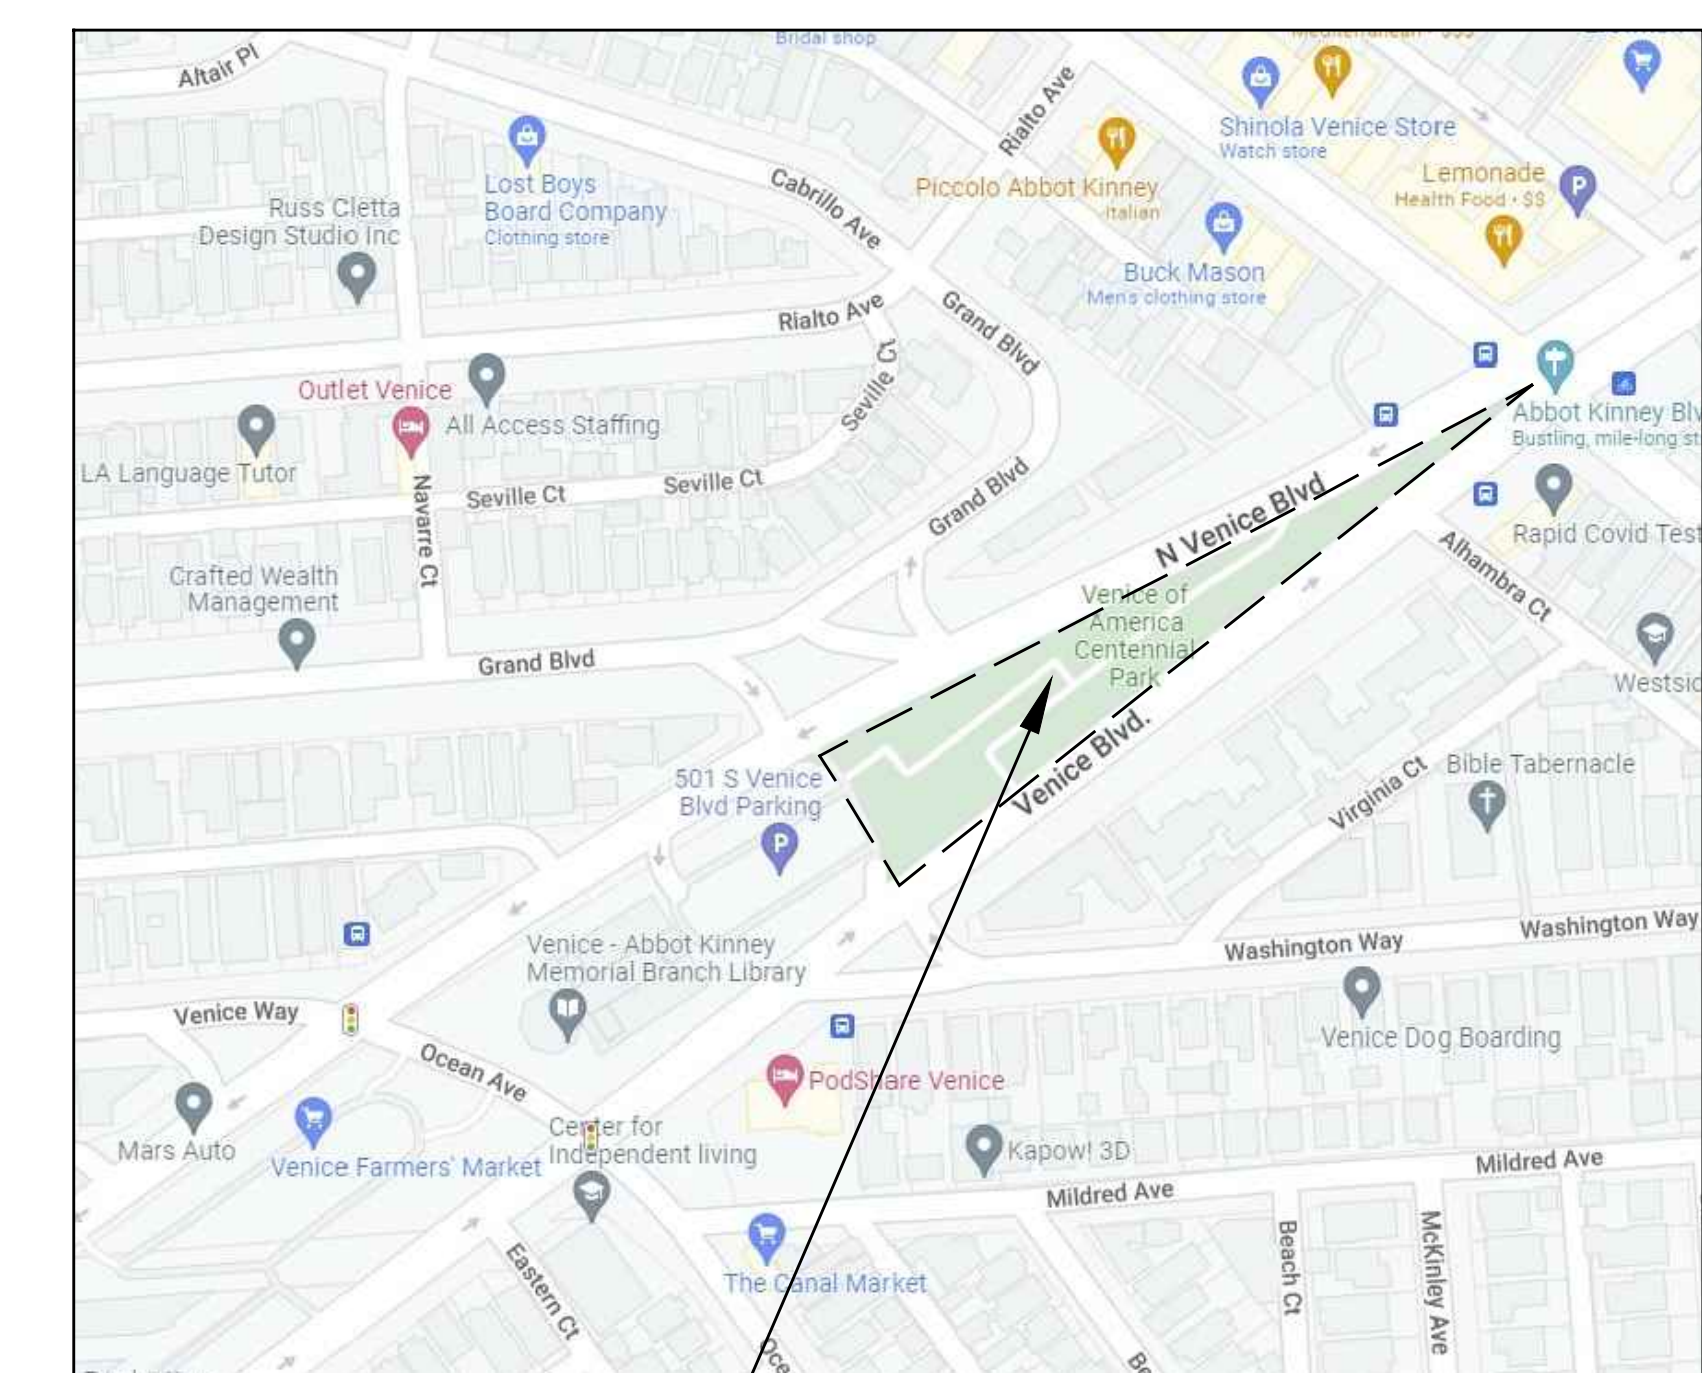 Bridal shop
Altair Pl
Rialto Ave
Shinola Venice Store
Watch store
Lost Boys
Board Company
Clothing store
Russ Cletta
Design Studio Inc
Cabrillo Ave
Piccolo Abbot Kinney
Italian
Lemonade
Health Food • $$
P
Buck Mason
Men's clothing store
Rialto Ave
Grand Blvd
Seville Ct
Outlet Venice
All Access Staffing
LA Language Tutor
Navarre Ct
Seville Ct
Seville Ct
Grand Blvd
N Venice Blvd
Abbot Kinney Blv
Bustling, mile-long st
Rapid Covid Test
Alhambra Ct
Crafted Wealth
Management
Grand Blvd
Venice of
America
Centennial
Park
Westsid
Venice Blvd.
501 S Venice
Blvd Parking
P
Virginia Ct
Bible Tabernacle
Venice - Abbot Kinney
Memorial Branch Library
Washington Way
Washington Way
Venice Way
Ocean Ave
Venice Dog Boarding
PodShare Venice
Mars Auto
Venice Farmers' Market
Center for
Independent living
Kapow! 3D
Mildred Ave
Mildred Ave
The Canal Market
Eastern Ct
Beach Ct
McKinley Ave
Oce
Be